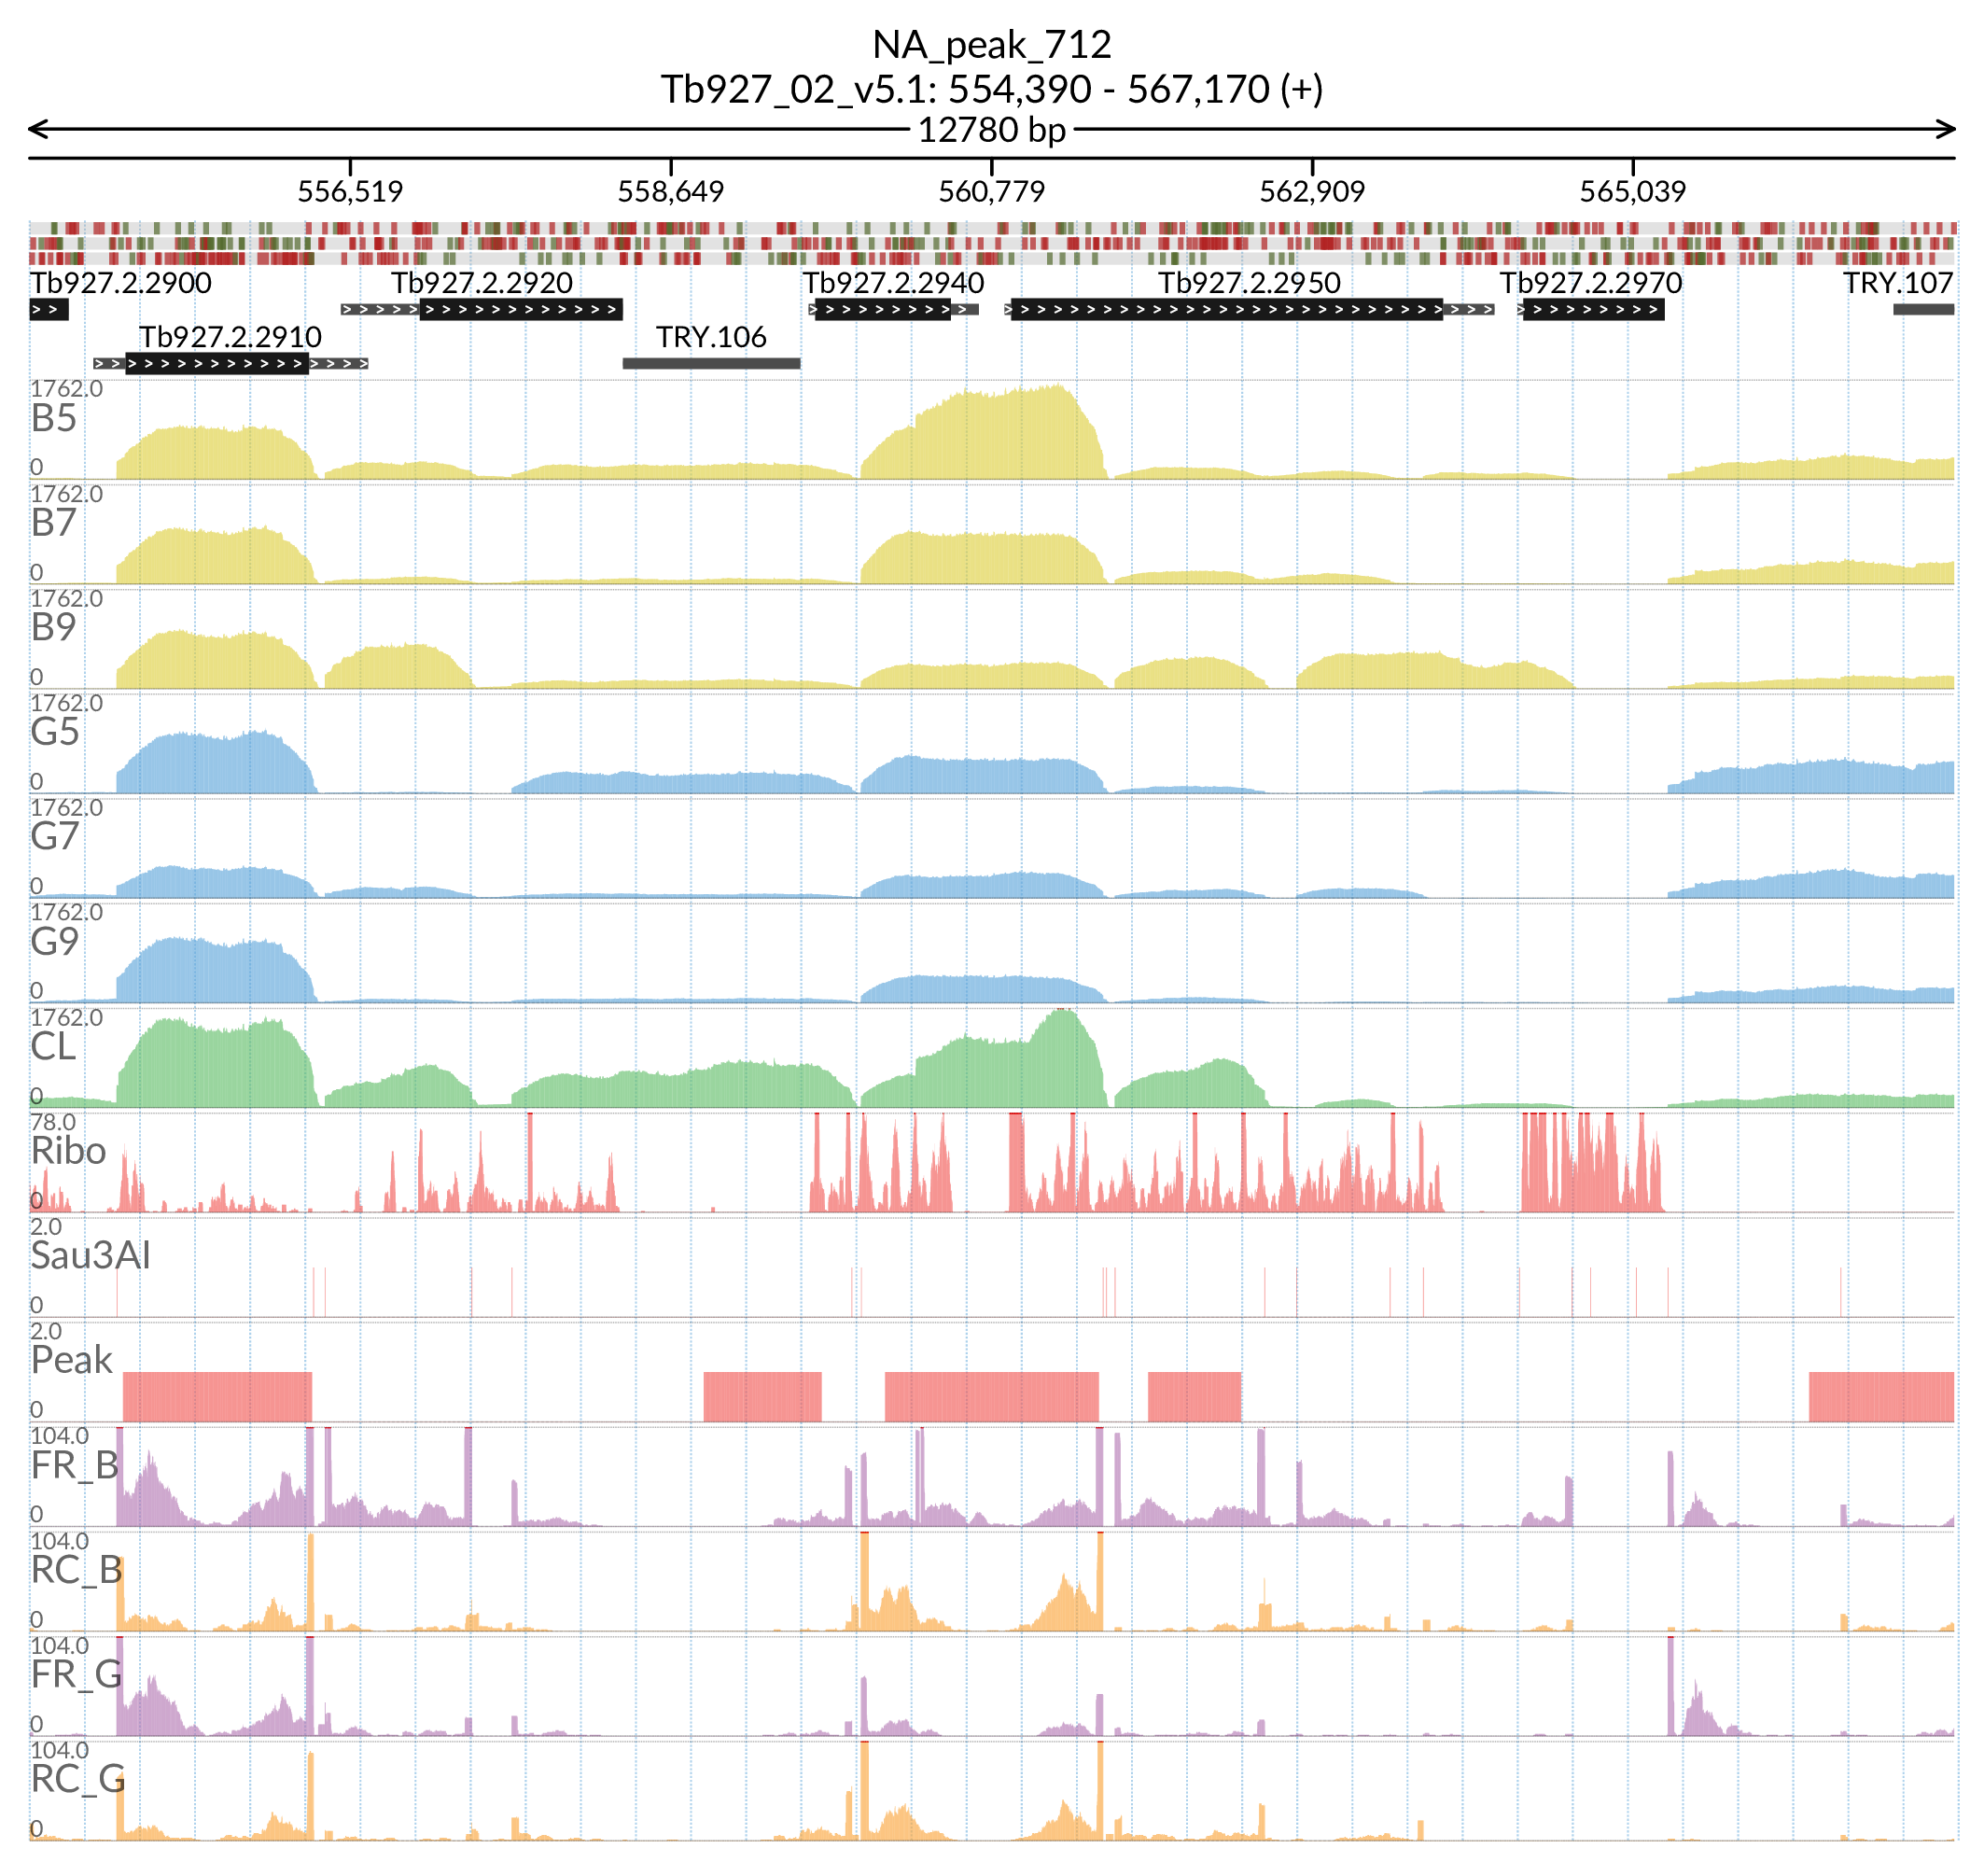 NA_peak_712
Tb927_02_v5.1: 554,390 - 567,170 (+)
12780 bp
556,519 558,649 560,779 562,909 565,039
Tb927.2.2900 Tb927.2.2920 Tb927.2.2940 Tb927.2.2950 Tb927.2.2970 TRY.107
Tb927.2.2910 TRY.106
1762.0
B5
0
1762.0
B7
0
1762.0
B9
0
1762.0
G5
0
1762.0
G7
0
1762.0
G9
0
1762.0
CL
0
78.0
Ribo
0
2.0
Sau3AI
0
2.0
Peak
0
104.0
FR_B
0
104.0
RC_B
0
104.0
FR_G
0
104.0
RC_G
0